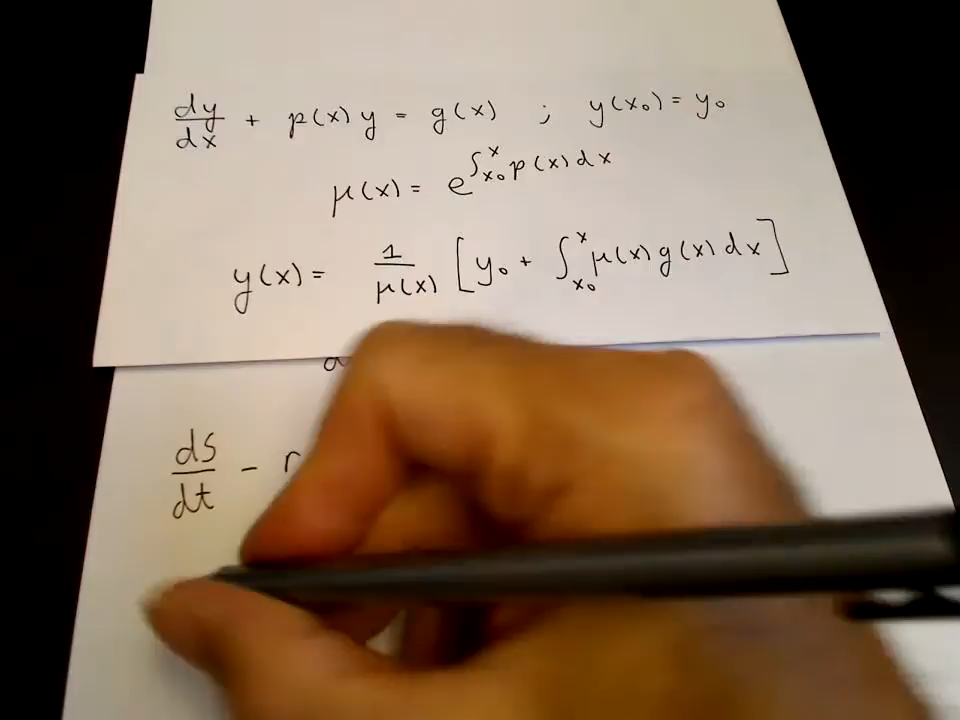 dy/dx + p(x)y = g(x) ; y(x₀) = y₀
μ(x) = e^{∫_{x₀}^{x} p(x)dx}
y(x) = 1/μ(x) [y₀ + ∫_{x₀}^{x} μ(x)g(x)dx]
dS/dt - r